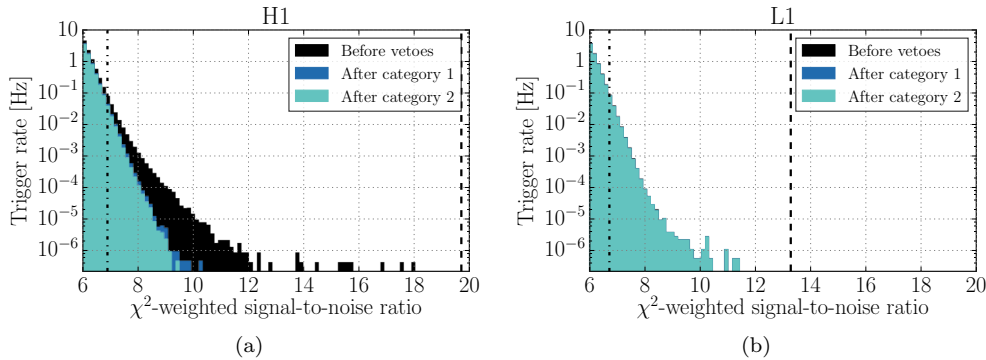 H1
10
1
10⁻¹
10⁻²
10⁻³
10⁻⁴
10⁻⁵
10⁻⁶
Trigger rate [Hz]
Before vetoes
After category 1
After category 2
6 8 10 12 14 16 18 20
χ²-weighted signal-to-noise ratio
(a)
L1
10
1
10⁻¹
10⁻²
10⁻³
10⁻⁴
10⁻⁵
10⁻⁶
Trigger rate [Hz]
Before vetoes
After category 1
After category 2
6 8 10 12 14 16 18 20
χ²-weighted signal-to-noise ratio
(b)